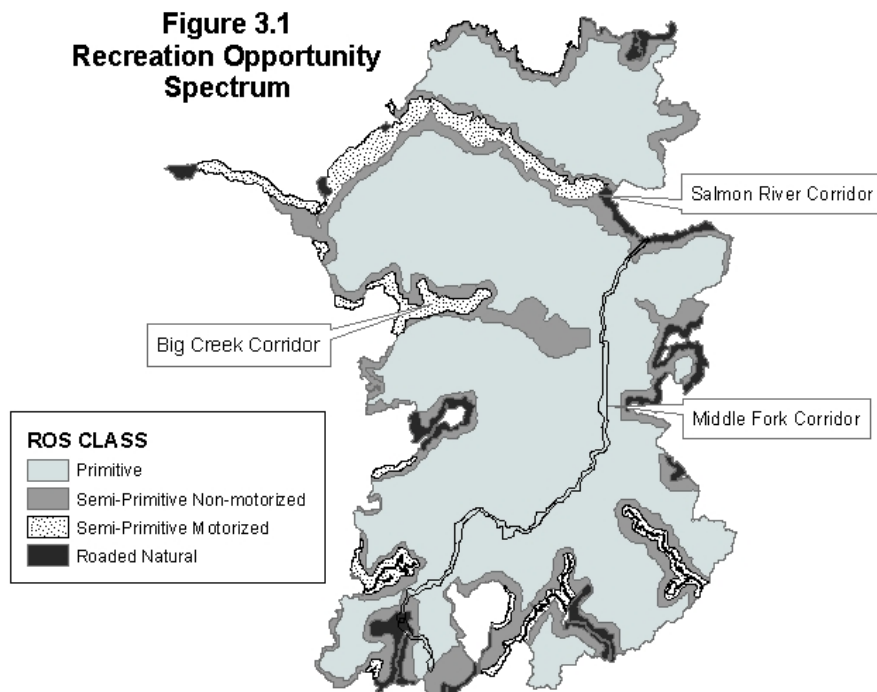 Figure 3.1
Recreation Opportunity
Spectrum
Salmon River Corridor
Big Creek Corridor
Middle Fork Corridor
ROS CLASS
Primitive
Semi-Primitive Non-motorized
Semi-Primitive Motorized
Roaded Natural